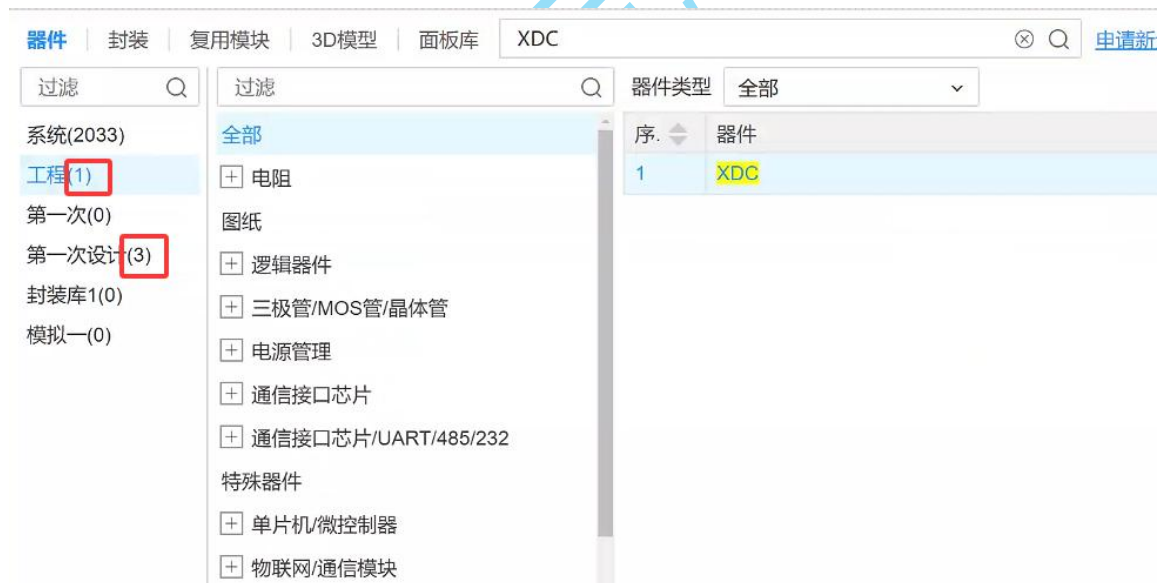 器件 封装 复用模块 3D模型 面板库 XDC 申请新
过滤 过滤 器件类型 全部
系统(2033)
工程(1)
第一次(0)
第一次设计(3)
封装库1(0)
模拟一(0)
全部
电阻
图纸
逻辑器件
三极管/MOS管/晶体管
电源管理
通信接口芯片
通信接口芯片/UART/485/232
特殊器件
单片机/微控制器
物联网/通信模块
序. 器件
1 XDC